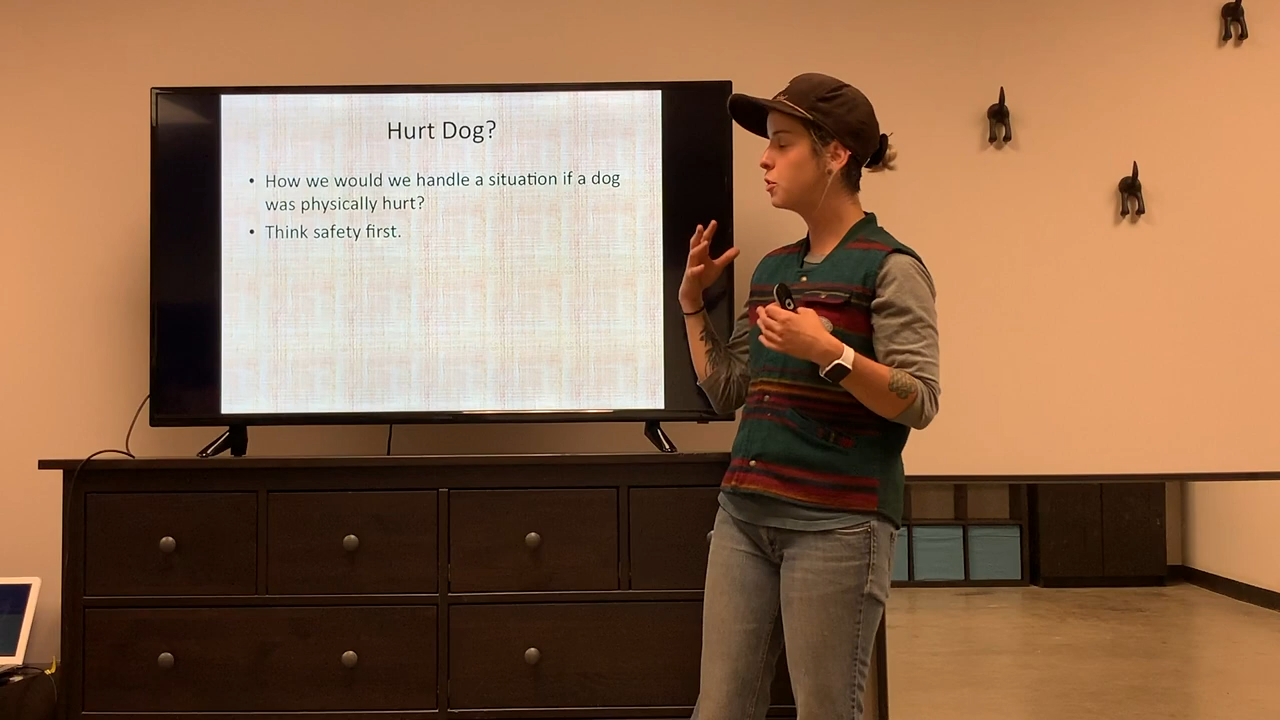 Hurt Dog?
• How we would we handle a situation if a dog
was physically hurt?
• Think safety first.